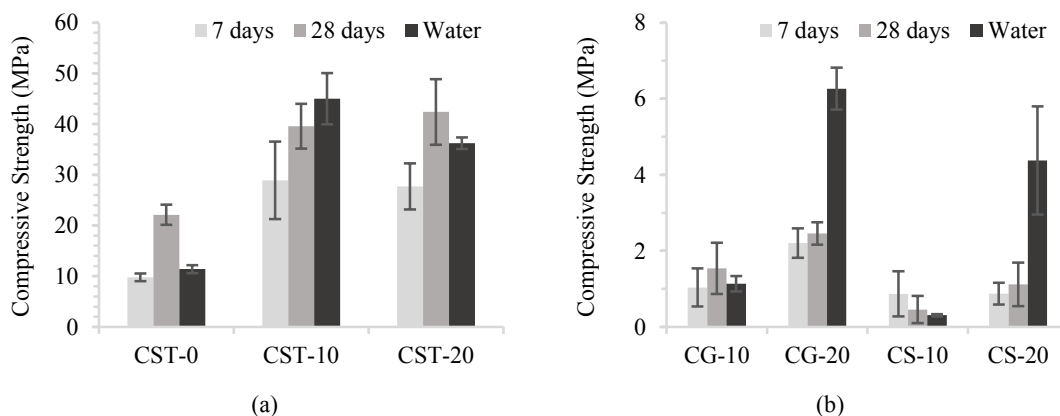 Compressive Strength (MPa)
60
50
40
30
20
10
0
7 days 28 days Water
CST-0 CST-10 CST-20
(a)
Compressive Strength (MPa)
8
6
4
2
0
7 days 28 days Water
CG-10 CG-20 CS-10 CS-20
(b)